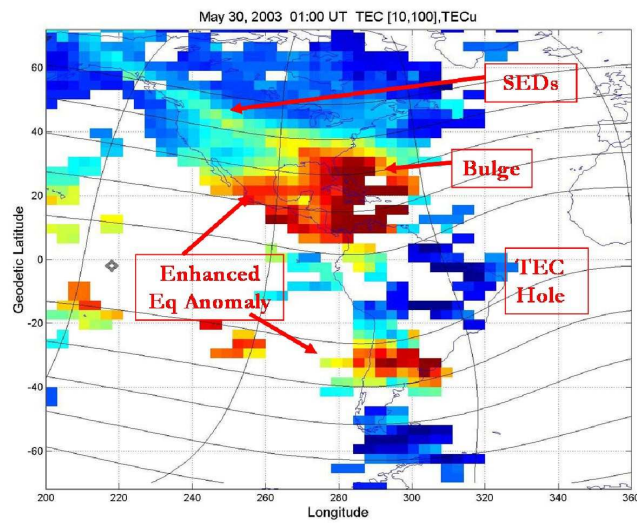 May 30, 2003 01:00 UT TEC [10,100],TECu
SEDs
Bulge
Enhanced
Eq Anomaly
TEC
Hole
Geodetic Latitude
60
40
20
0
-20
-40
-60
200
220
240
260
280
300
320
340
360
Longitude